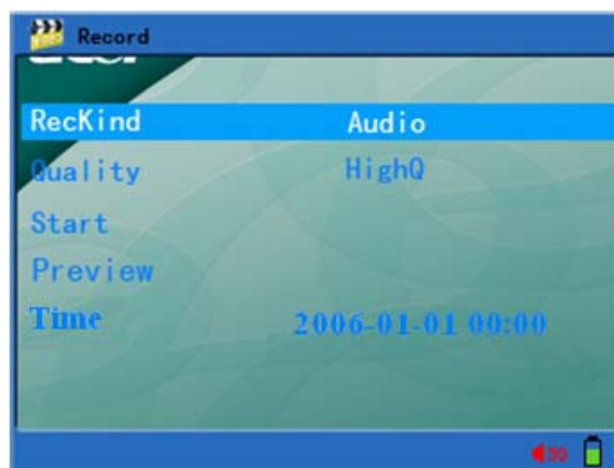 Record
RecKind Audio
Quality HighQ
Start
Preview
Time 2006-01-01 00:00
50